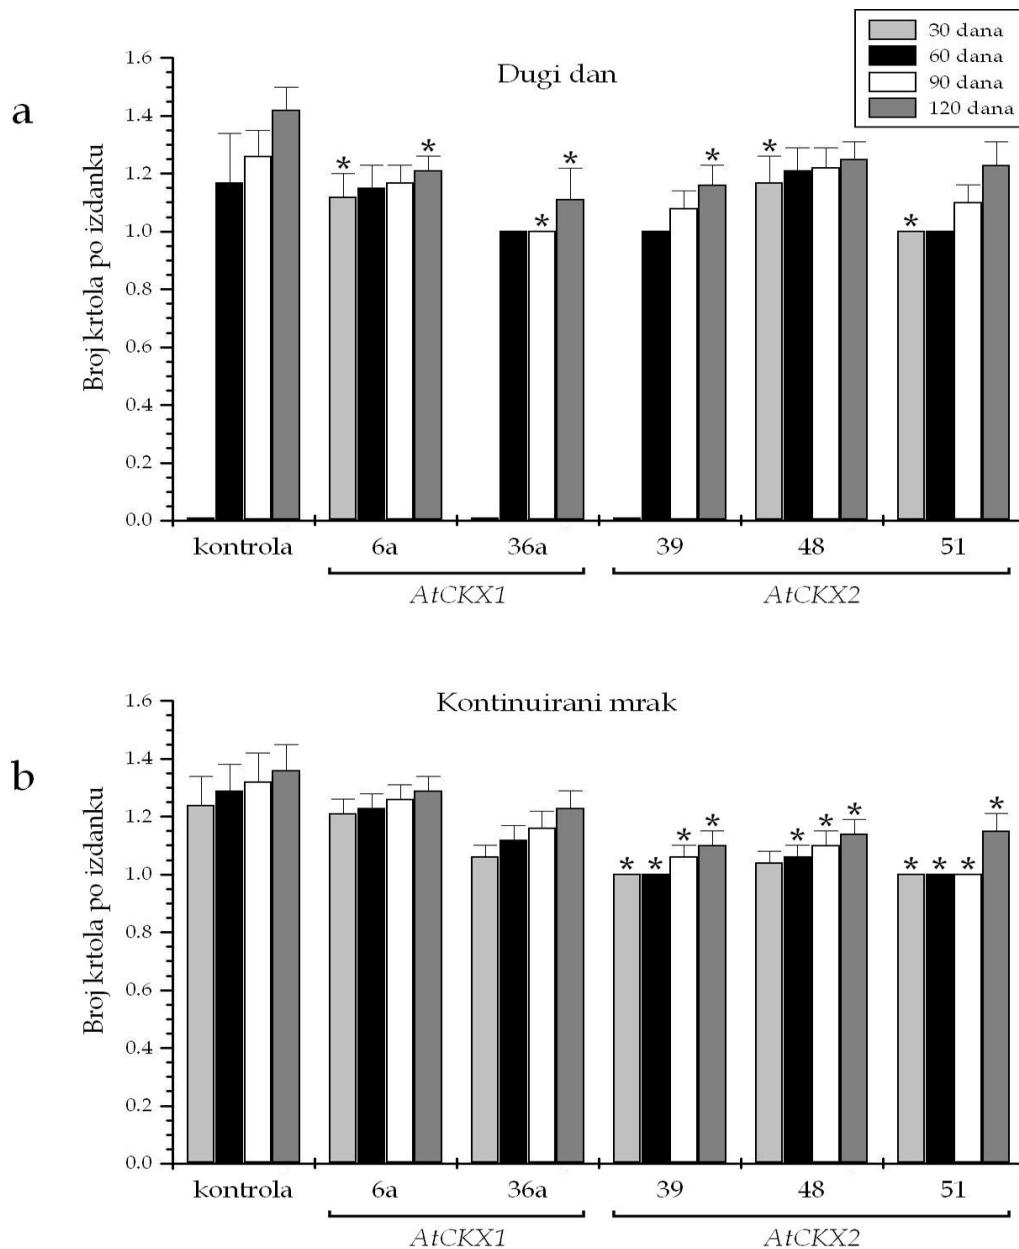 30 dana
60 dana
90 dana
120 dana
a
Dugi dan
Broj krtola po izdanku
1.6
1.4
1.2
1.0
0.8
0.6
0.4
0.2
0.0
* * * * * * *
kontrola 6a 36a 39 48 51
AtCKX1 AtCKX2
b
Kontinuirani mrak
Broj krtola po izdanku
1.6
1.4
1.2
1.0
0.8
0.6
0.4
0.2
0.0
* * * * * * * * * * *
kontrola 6a 36a 39 48 51
AtCKX1 AtCKX2